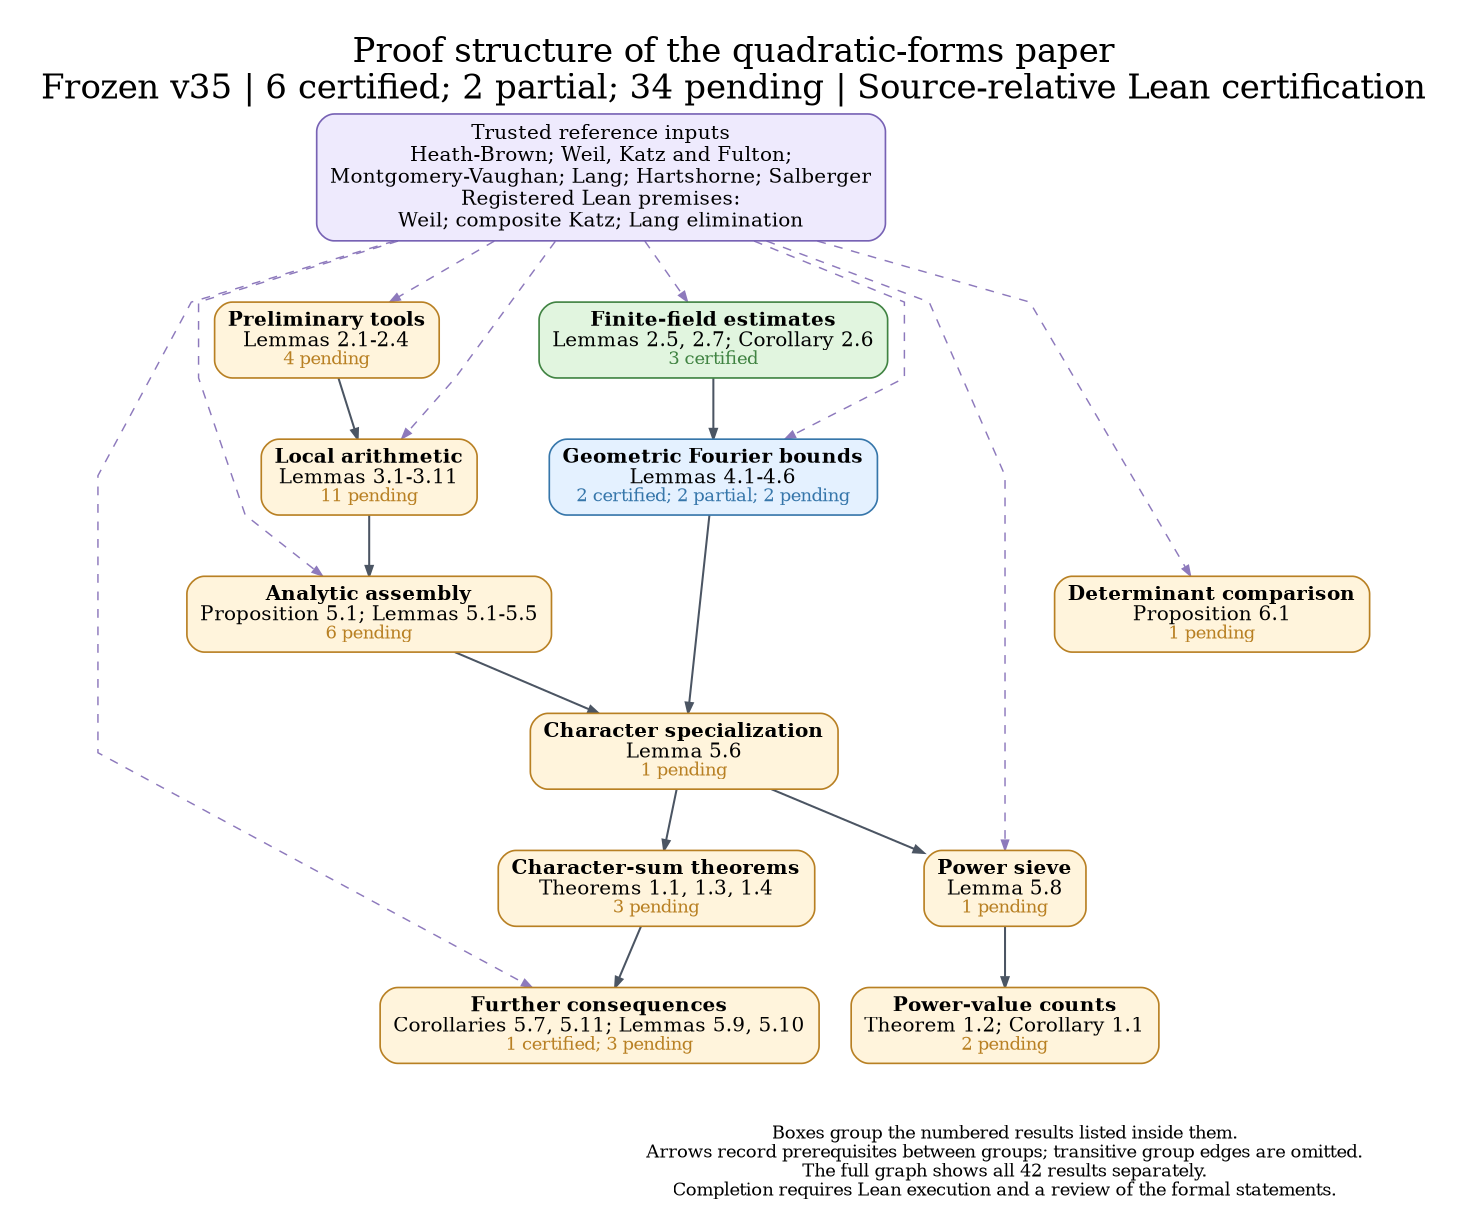 Proof structure of the quadratic-forms paper
Frozen v35 | 6 certified; 2 partial; 34 pending | Source-relative Lean certification
Trusted reference inputs
Heath-Brown; Weil, Katz and Fulton;
Montgomery-Vaughan; Lang; Hartshorne; Salberger
Registered Lean premises:
Weil; composite Katz; Lang elimination
Preliminary tools
Lemmas 2.1-2.4
4 pending
Finite-field estimates
Lemmas 2.5, 2.7; Corollary 2.6
3 certified
Local arithmetic
Lemmas 3.1-3.11
11 pending
Geometric Fourier bounds
Lemmas 4.1-4.6
2 certified; 2 partial; 2 pending
Analytic assembly
Proposition 5.1; Lemmas 5.1-5.5
6 pending
Determinant comparison
Proposition 6.1
1 pending
Character specialization
Lemma 5.6
1 pending
Character-sum theorems
Theorems 1.1, 1.3, 1.4
3 pending
Power sieve
Lemma 5.8
1 pending
Further consequences
Corollaries 5.7, 5.11; Lemmas 5.9, 5.10
1 certified; 3 pending
Power-value counts
Theorem 1.2; Corollary 1.1
2 pending
Boxes group the numbered results listed inside them.
Arrows record prerequisites between groups; transitive group edges are omitted.
The full graph shows all 42 results separately.
Completion requires Lean execution and a review of the formal statements.